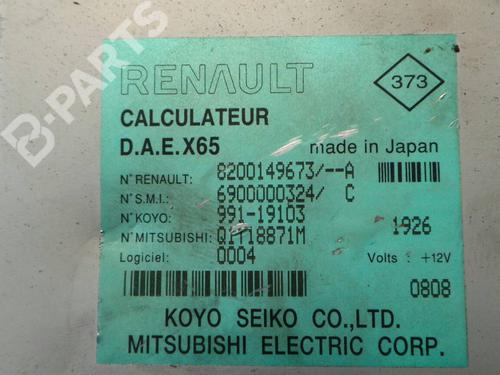 B-PARTS
RENAULT
373
CALCULATEUR
D.A.E.X65
made in Japan
N° RENAULT: 8200149673/--A
N° S.M.I.: 6900000324/ C
N° KOYO: 991-19103
N° MITSUBISHI: Q1T18871M
1926
Logiciel: 0004
Volts : +12V
0808
KOYO SEIKO CO.,LTD.
MITSUBISHI ELECTRIC CORP.